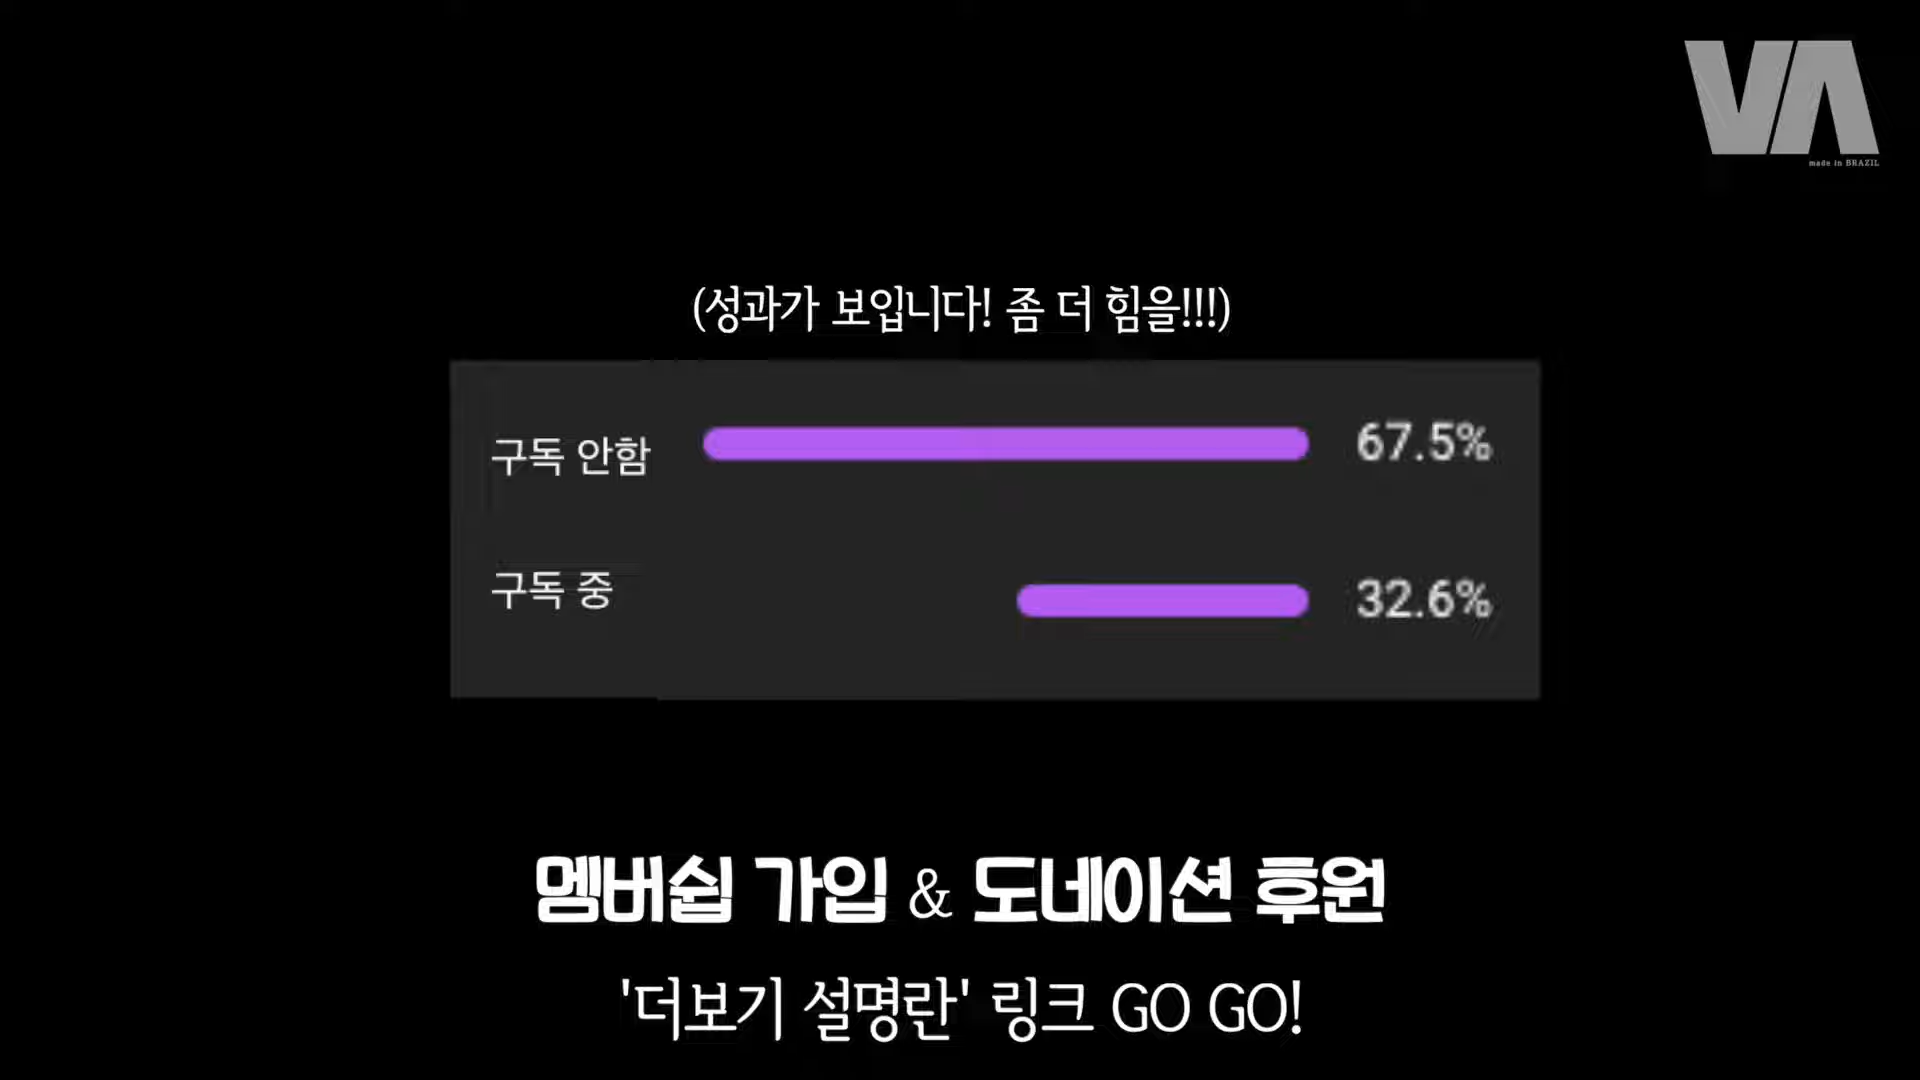 VA
made in BRAZIL
(성과가 보입니다! 좀 더 힘을!!!)
구독 안함 67.5%
구독 중 32.6%
멤버쉽 가입 & 도네이션 후원
'더보기 설명란' 링크 GO GO!